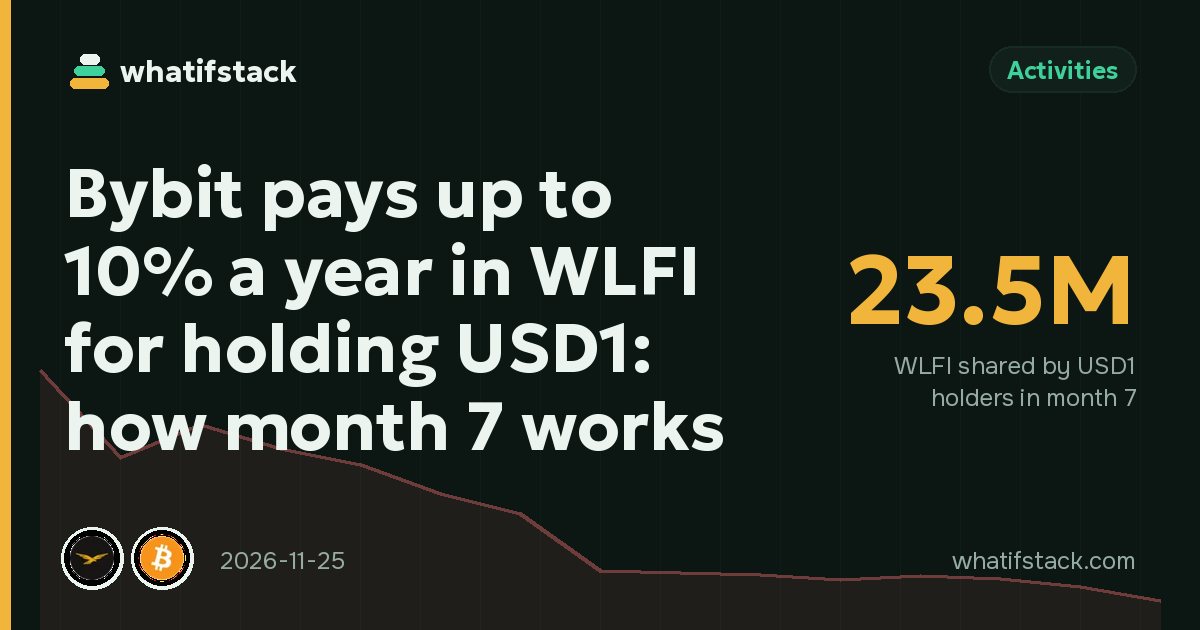 whatifstack
Activities
Bybit pays up to
10% a year in WLFI
for holding USD1:
how month 7 works
23.5M
WLFI shared by USD1
holders in month 7
2026-11-25
whatifstack.com